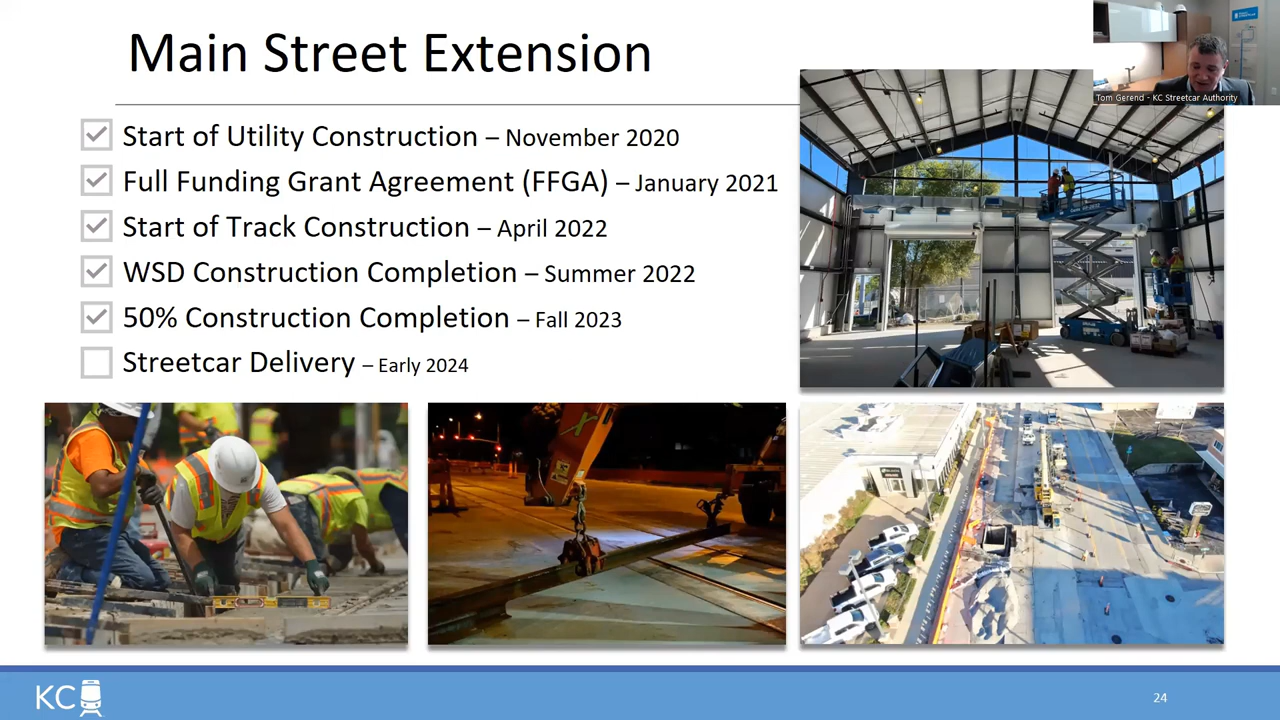 Main Street Extension
Tom Gerend - KC Streetcar Authority
Start of Utility Construction – November 2020
Full Funding Grant Agreement (FFGA) – January 2021
Start of Track Construction – April 2022
WSD Construction Completion – Summer 2022
50% Construction Completion – Fall 2023
Streetcar Delivery – Early 2024
KC
24